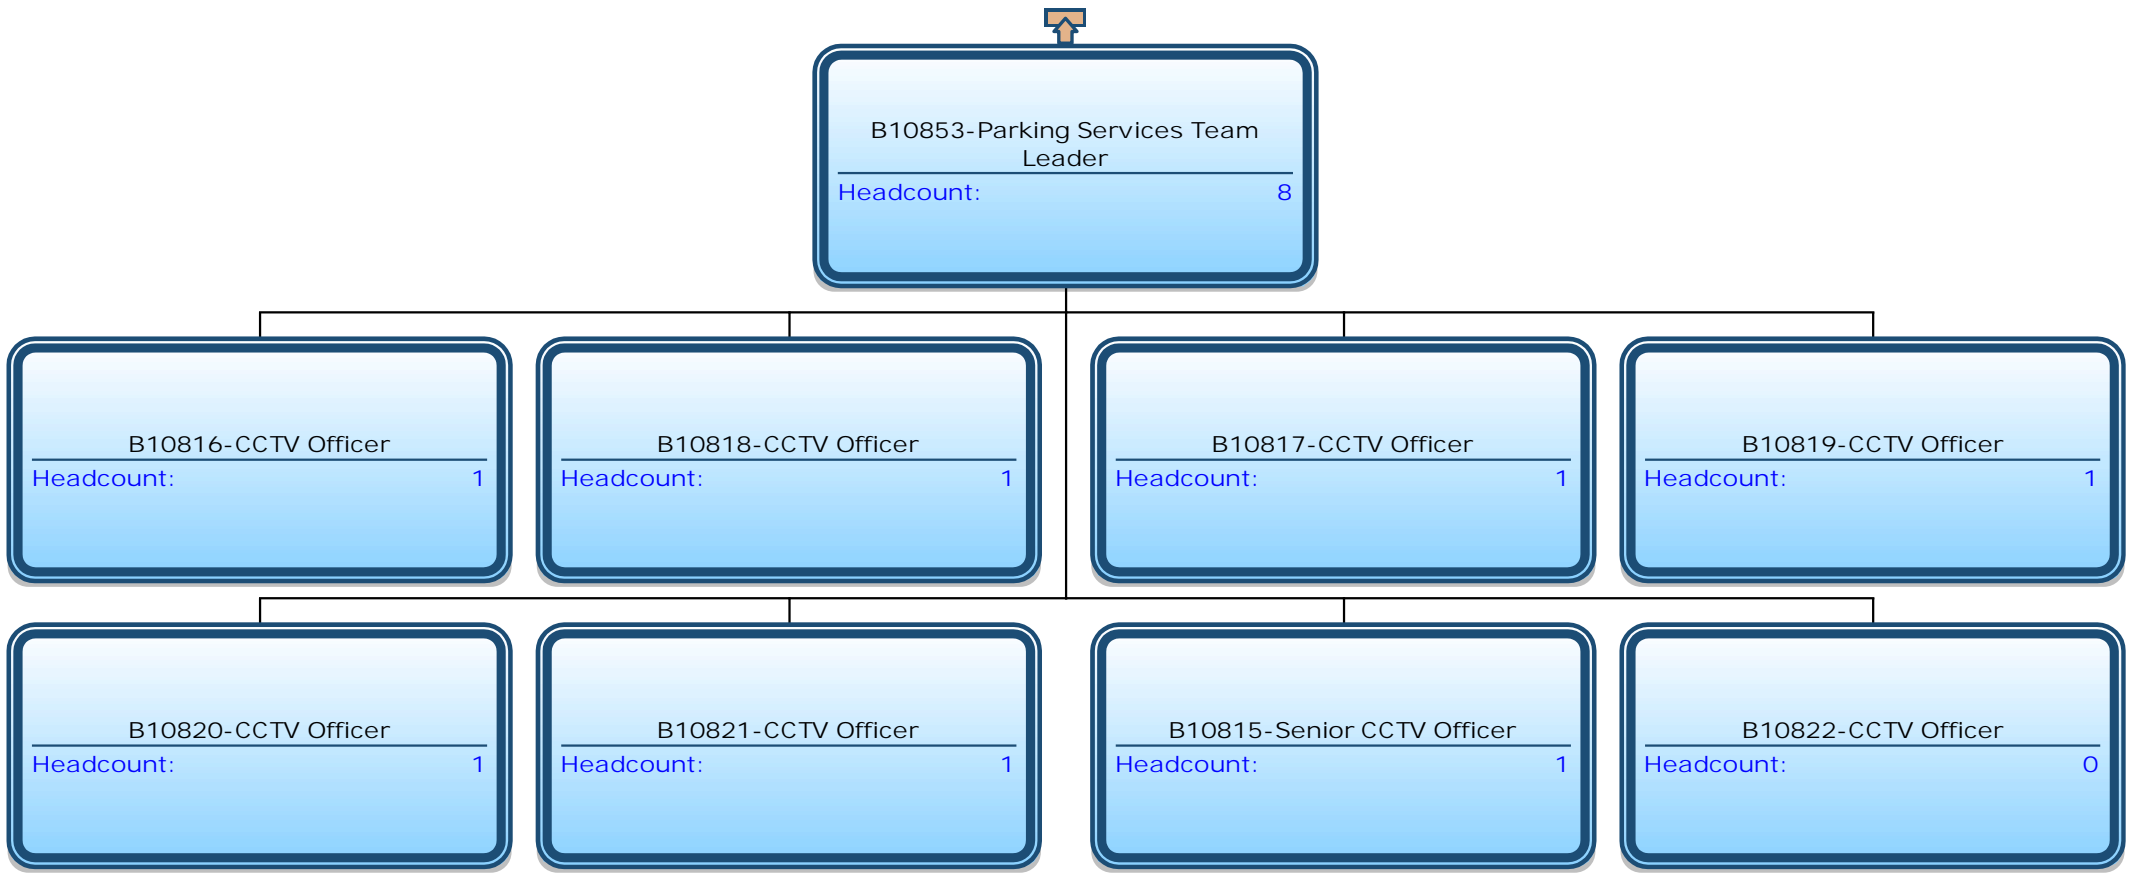 B10853-Parking Services Team
Leader
Headcount: 8
B10816-CCTV Officer
Headcount: 1
B10818-CCTV Officer
Headcount: 1
B10817-CCTV Officer
Headcount: 1
B10819-CCTV Officer
Headcount: 1
B10820-CCTV Officer
Headcount: 1
B10821-CCTV Officer
Headcount: 1
B10815-Senior CCTV Officer
Headcount: 1
B10822-CCTV Officer
Headcount: 0